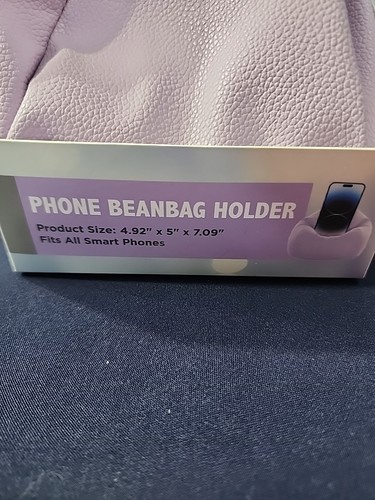 PHONE BEANBAG HOLDER
Product Size: 4.92" x 5" x 7.09"
Fits All Smart Phones